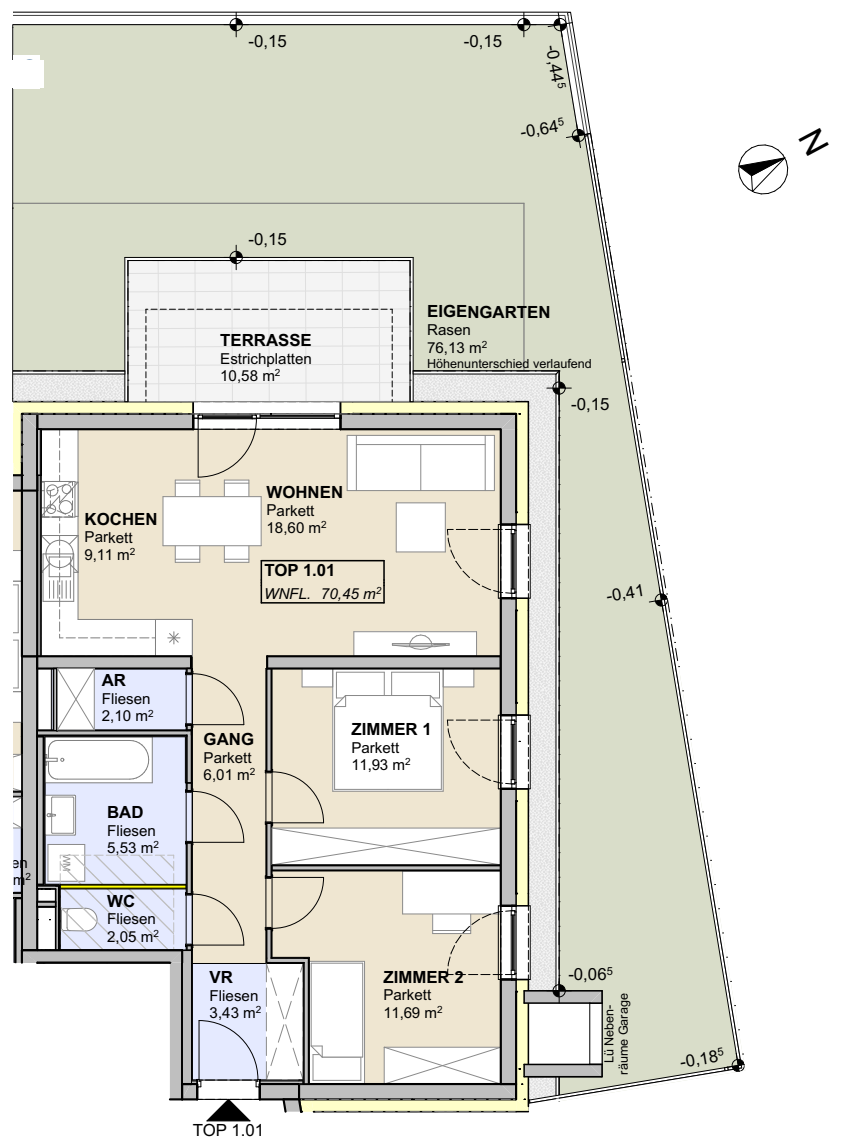 -0,15
-0,15
-0,44⁵
-0,64⁵
N
-0,15
EIGENGARTEN
Rasen
76,13 m²
Höhenunterschied verlaufend
TERRASSE
Estrichplatten
10,58 m²
-0,15
WOHNEN
Parkett
18,60 m²
KOCHEN
Parkett
9,11 m²
TOP 1.01
WNFL. 70,45 m²
-0,41
AR
Fliesen
2,10 m²
GANG
Parkett
6,01 m²
ZIMMER 1
Parkett
11,93 m²
BAD
Fliesen
5,53 m²
WM
en
m²
WC
Fliesen
2,05 m²
VR
Fliesen
3,43 m²
ZIMMER 2
Parkett
11,69 m²
-0,06⁵
Lü Neben-
räume Garage
-0,18⁵
TOP 1.01